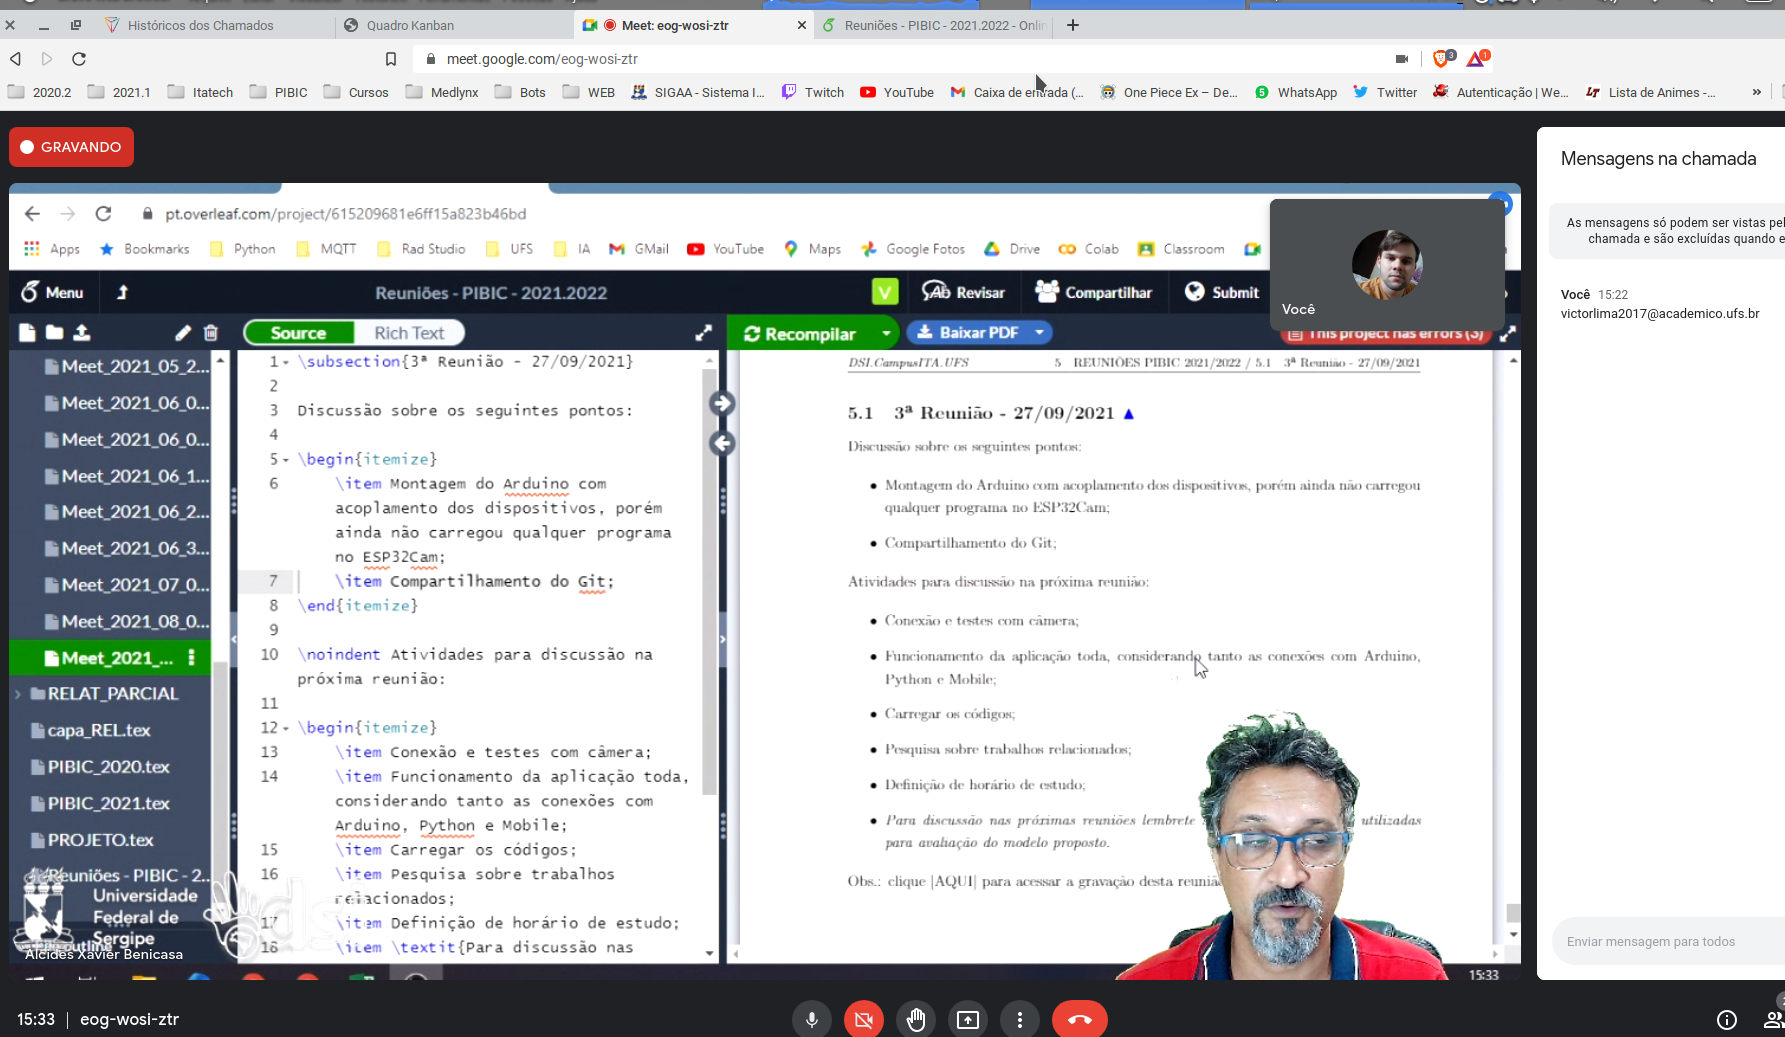 Históricos dos Chamados
Quadro Kanban
Meet: eog-wosi-ztr
Reuniões - PIBIC - 2021.2022 - Onlin
meet.google.com/eog-wosi-ztr
3
1
2020.2
2021.1
Itatech
PIBIC
Cursos
Medlynx
Bots
WEB
SIGAA - Sistema I...
Twitch
YouTube
Caixa de entrada (...
One Piece Ex – De...
WhatsApp
Twitter
Autenticação | We...
Lista de Animes -...
»
GRAVANDO
pt.overleaf.com/project/615209681e6ff15a823b46bd
Apps
Bookmarks
Python
MQTT
Rad Studio
UFS
IA
GMail
YouTube
Maps
Google Fotos
Drive
Colab
Classroom
Você
Menu
Reuniões - PIBIC - 2021.2022
V
Revisar
Compartilhar
Submit
Source
Rich Text
Recompilar
Baixar PDF
This project has errors (3)
Meet_2021_05_2...
Meet_2021_06_0...
Meet_2021_06_0...
Meet_2021_06_1...
Meet_2021_06_2...
Meet_2021_06_3...
Meet_2021_07_0...
Meet_2021_08_0...
Meet_2021_...
RELAT_PARCIAL
capa_REL.tex
PIBIC_2020.tex
PIBIC_2021.tex
PROJETO.tex
Reuniões - PIBIC - 2...
Universidade
Federal de
Sergipe
Alcides Xavier Benicasa
dsi
1 \subsection{3ª Reunião - 27/09/2021}
2
3 Discussão sobre os seguintes pontos:
4
5 \begin{itemize}
6 \item Montagem do Arduino com
acoplamento dos dispositivos, porém
ainda não carregou qualquer programa
no ESP32Cam;
7 \item Compartilhamento do Git;
8 \end{itemize}
9
10 \noindent Atividades para discussão na
próxima reunião:
11
12 \begin{itemize}
13 \item Conexão e testes com câmera;
14 \item Funcionamento da aplicação toda,
considerando tanto as conexões com
Arduino, Python e Mobile;
15 \item Carregar os códigos;
16 \item Pesquisa sobre trabalhos
relacionados;
17 \item Definição de horário de estudo;
18 \item \textit{Para discussão nas
DSI.CampusITA.UFS 5 REUNIÕES PIBIC 2021/2022 / 5.1 3ª Reunião - 27/09/2021
5.1 3ª Reunião - 27/09/2021 ▲
Discussão sobre os seguintes pontos:
• Montagem do Arduino com acoplamento dos dispositivos, porém ainda não carregou
qualquer programa no ESP32Cam;
• Compartilhamento do Git;
Atividades para discussão na próxima reunião:
• Conexão e testes com câmera;
• Funcionamento da aplicação toda, considerando tanto as conexões com Arduino,
Python e Mobile;
• Carregar os códigos;
• Pesquisa sobre trabalhos relacionados;
• Definição de horário de estudo;
• Para discussão nas próximas reuniões lembrete utilizadas
para avaliação do modelo proposto.
Obs.: clique [AQUI] para acessar a gravação desta reuniã
15:33
Mensagens na chamada
As mensagens só podem ser vistas pel
chamada e são excluídas quando e
Você 15:22
victorlima2017@academico.ufs.br
Enviar mensagem para todos
15:33 | eog-wosi-ztr